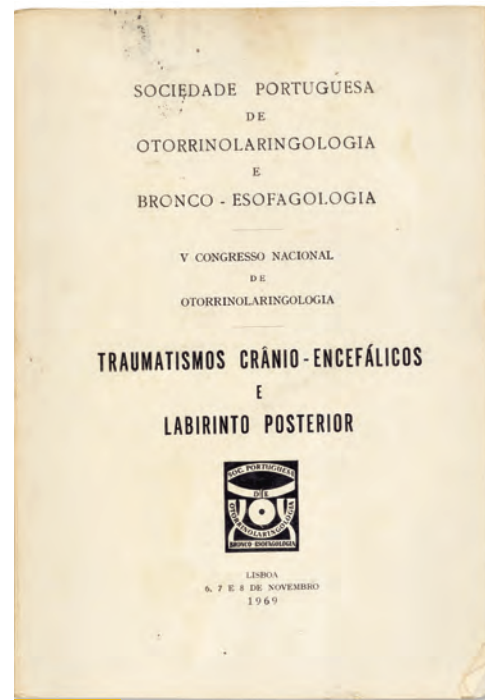 SOCIEDADE PORTUGUESA
DE
OTORRINOLARINGOLOGIA
E
BRONCO - ESOFAGOLOGIA
V CONGRESSO NACIONAL
DE
OTORRINOLARINGOLOGIA
TRAUMATISMOS CRÂNIO-ENCEFÁLICOS
E
LABIRINTO POSTERIOR
SOC. PORTUGUESA
DE
OTORRINOLARINGOLOGIA
BRONCO-ESOFAGOLOGIA
LISBOA
6, 7 E 8 DE NOVEMBRO
1969